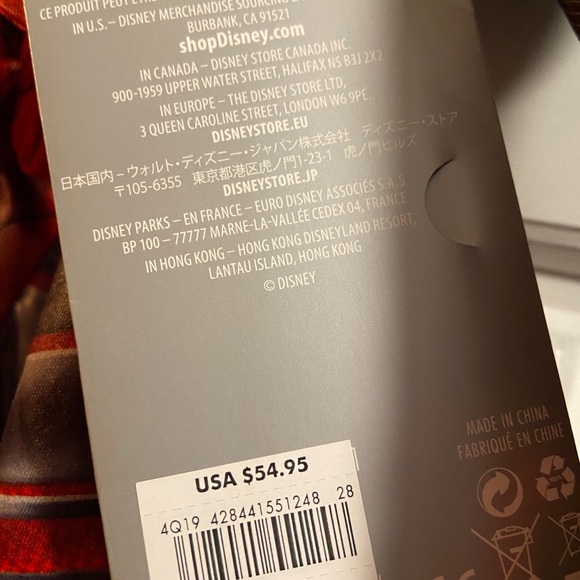 CE PRODUIT PEUT ÊTRE
IN U.S. – DISNEY MERCHANDISE SOURCING
BURBANK, CA 91521
shopDisney.com
IN CANADA – DISNEY STORE CANADA INC.
900-1959 UPPER WATER STREET, HALIFAX NS B3J 2X2
IN EUROPE – THE DISNEY STORE LTD,
3 QUEEN CAROLINE STREET, LONDON W6 9PE.
DISNEYSTORE.EU
日本国内 – ウォルト・ディズニー・ジャパン株式会社 ディズニー・ストア
〒105-6355 東京都港区虎ノ門1-23-1 虎ノ門ヒルズ
DISNEYSTORE.JP
DISNEY PARKS – EN FRANCE – EURO DISNEY ASSOCIÉS S.A.S.
BP 100 – 77777 MARNE-LA-VALLÉE CEDEX 04, FRANCE
IN HONG KONG – HONG KONG DISNEYLAND RESORT,
LANTAU ISLAND, HONG KONG
© DISNEY
MADE IN CHINA
FABRIQUÉ EN CHINE
USA $54.95
4Q19 428441551248 28